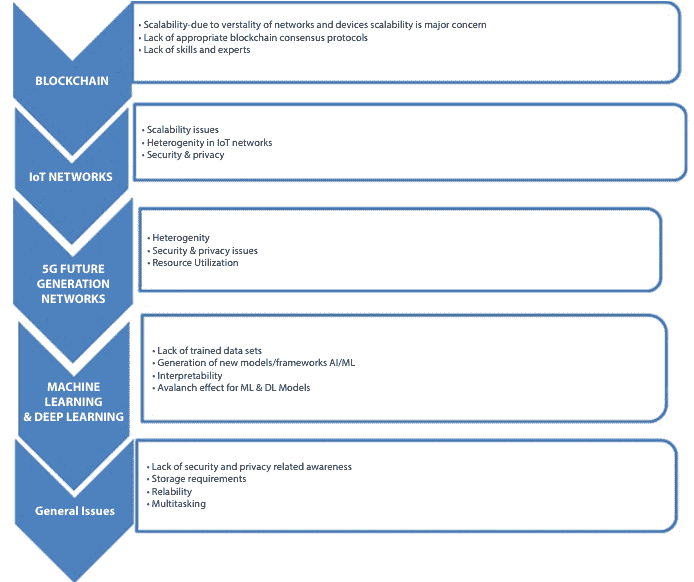 BLOCKCHAIN
• Scalability-due to verstality of networks and devices scalability is major concern
• Lack of appropriate blockchain consensus protocols
• Lack of skills and experts
IoT NETWORKS
• Scalability issues
• Heterogenity in IoT networks
• Security & privacy
5G FUTURE
GENERATION
NETWORKS
• Heterogenity
• Security & privacy issues
• Resource Utilization
MACHINE
LEARNING
& DEEP LEARNING
• Lack of trained data sets
• Generation of new models/frameworks AI/ML
• Interpretability
• Avalanch effect for ML & DL Models
General Issues
• Lack of security and privacy related awareness
• Storage requirements
• Relability
• Multitasking